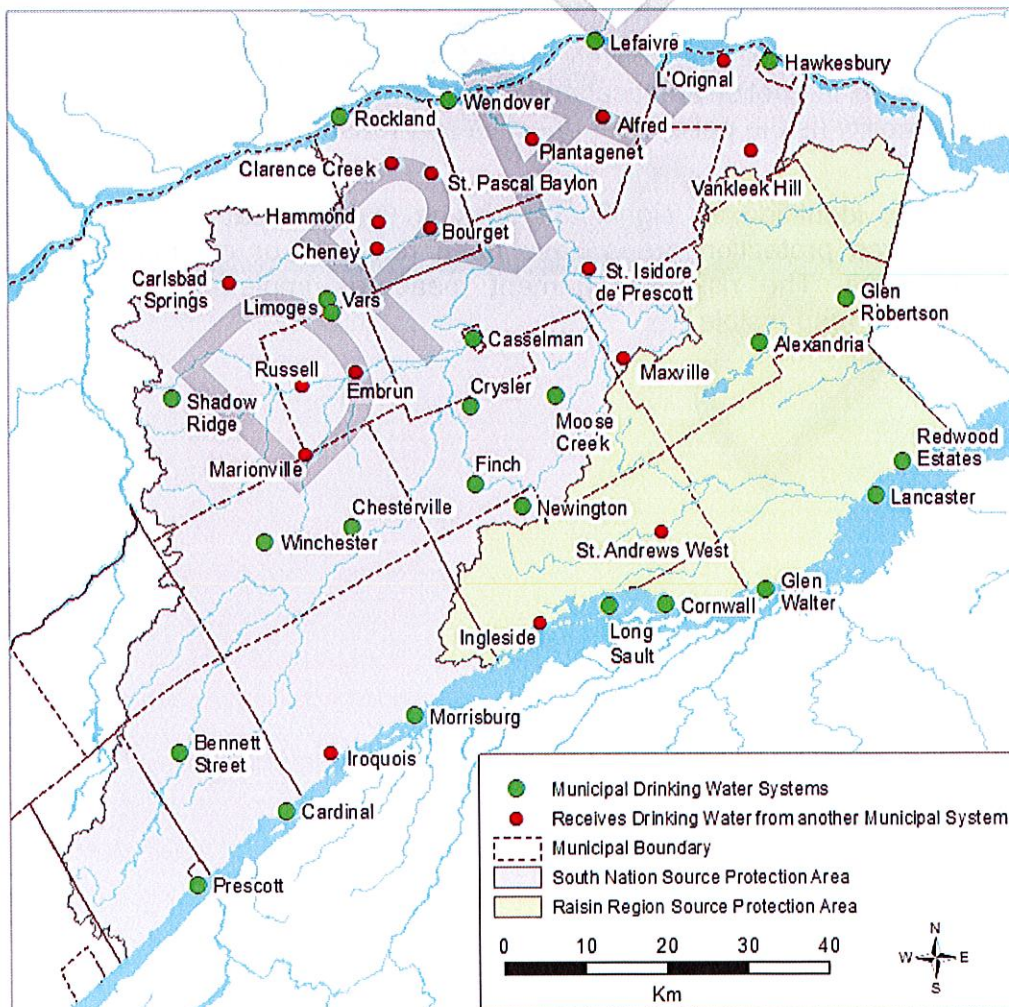 DRAFT
Lefaivre
L'Orignal
Hawkesbury
Wendover
Rockland
Alfred
Plantagenet
Clarence Creek
St. Pascal Baylon
Vankleek Hill
Hammond
Bourget
Cheney
St. Isidore
de Prescott
Carlsbad
Springs
Vars
Limoges
Glen
Robertson
Casselman
Alexandria
Maxville
Russell
Embrun
Crysler
Shadow
Ridge
Moose
Creek
Redwood
Estates
Marionville
Finch
Lancaster
Chesterville
Newington
Winchester
St. Andrews West
Glen
Walter
Cornwall
Ingleside
Long
Sault
Morrisburg
Bennett
Street
Iroquois
Cardinal
Prescott
Municipal Drinking Water Systems
Receives Drinking Water from another Municipal System
Municipal Boundary
South Nation Source Protection Area
Raisin Region Source Protection Area
0 10 20 30 40
Km
N
W E
S